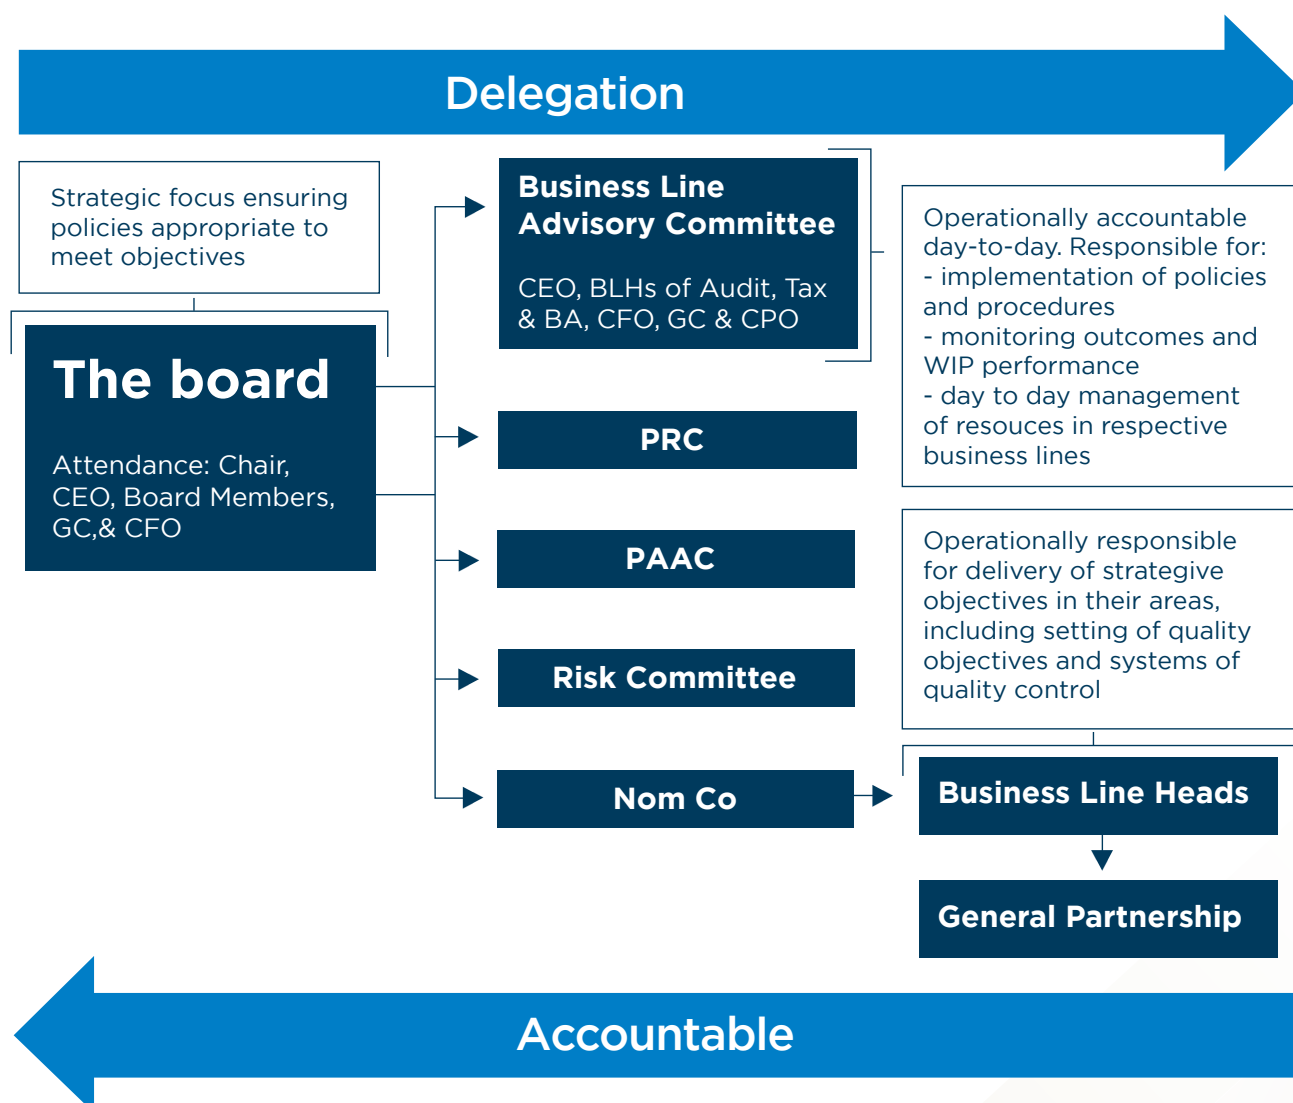 Delegation
Strategic focus ensuring
policies appropriate to
meet objectives
The board
Attendance: Chair,
CEO, Board Members,
GC,& CFO
Business Line
Advisory Committee
CEO, BLHs of Audit, Tax
& BA, CFO, GC & CPO
PRC
PAAC
Risk Committee
Nom Co
Operationally accountable
day-to-day. Responsible for:
- implementation of policies
and procedures
- monitoring outcomes and
WIP performance
- day to day management
of resouces in respective
business lines
Operationally responsible
for delivery of strategive
objectives in their areas,
including setting of quality
objectives and systems of
quality control
Business Line Heads
General Partnership
Accountable